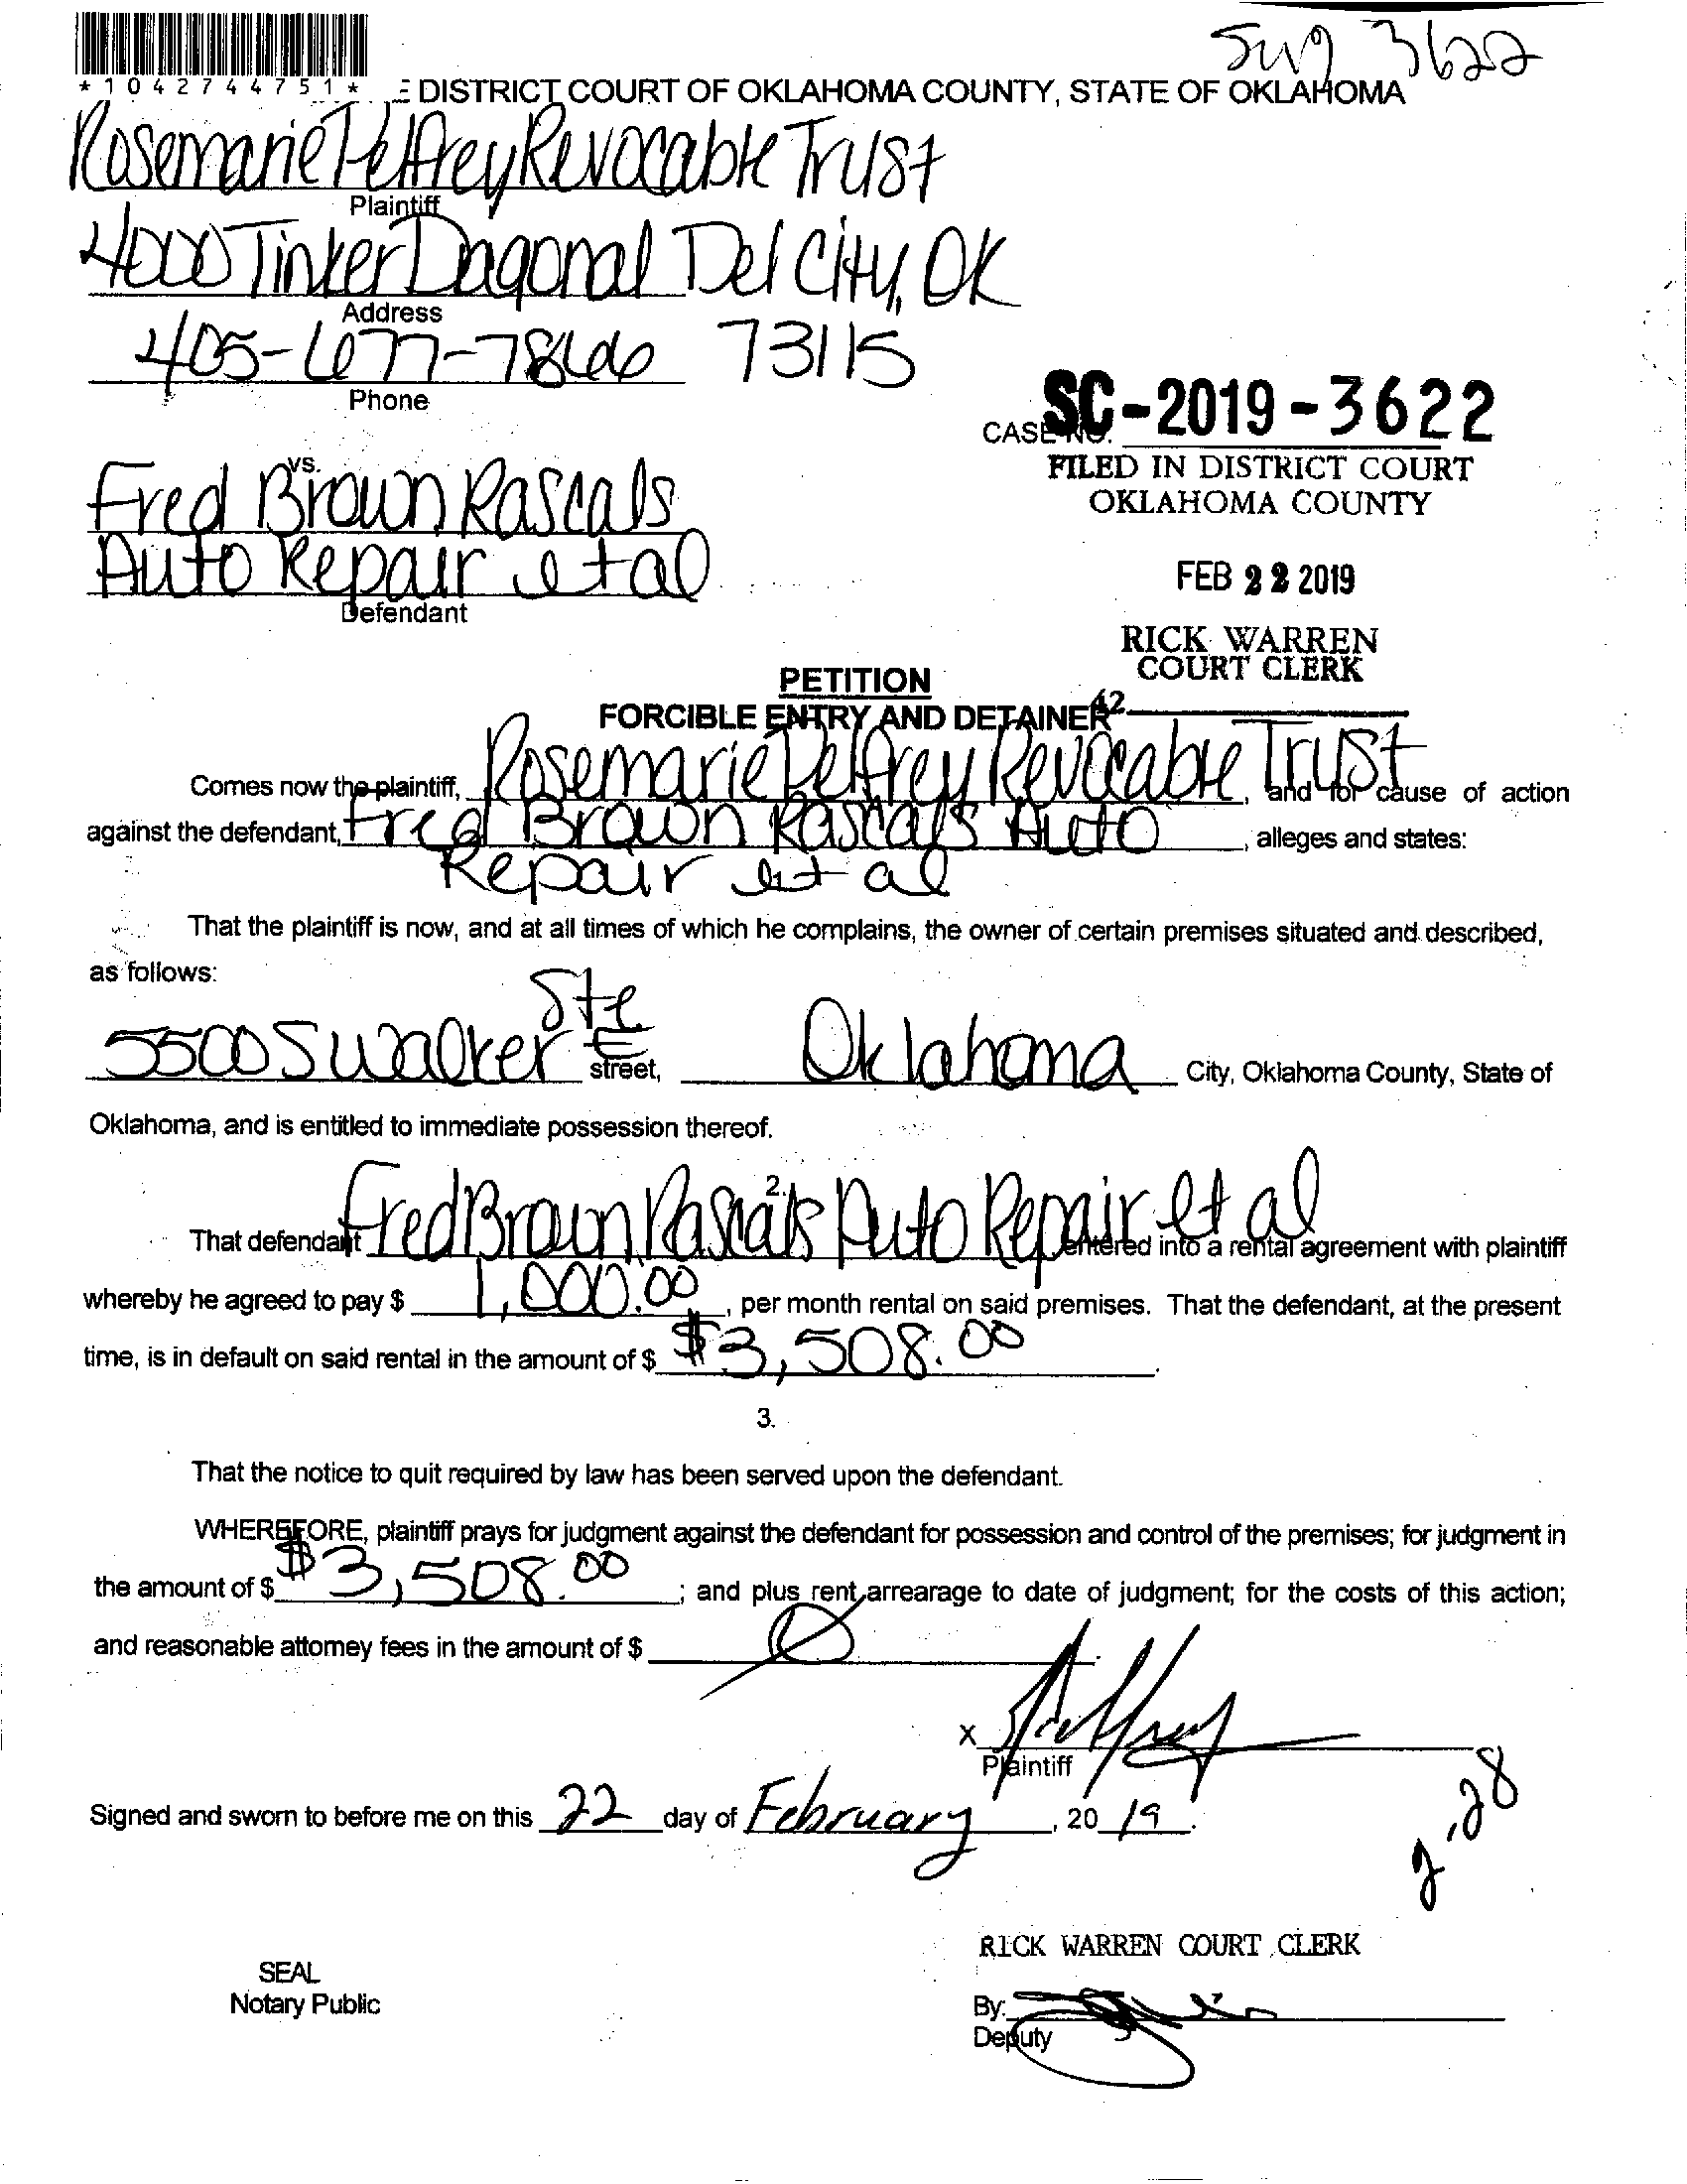 Swg 3622
*1042744751*
E DISTRICT COURT OF OKLAHOMA COUNTY, STATE OF OKLAHOMA
Rosemarie Pelfrey Revocable Trust
Plaintiff
4000 Tinker Dagonal Del City, OK
Address
405-677-7866 73115
Phone
CASE NO. SC-2019-3622
FILED IN DISTRICT COURT
OKLAHOMA COUNTY
vs.
Fred Brown Rascals
Auto Repair et al
Defendant
FEB 22 2019
RICK WARREN
COURT CLERK
PETITION
FORCIBLE ENTRY AND DETAINER
42
Comes now the plaintiff, Rosemarie Pelfrey Revocable Trust, and for cause of action
against the defendant, Fred Brown Rascals Auto, alleges and states:
Repair et al
That the plaintiff is now, and at all times of which he complains, the owner of certain premises situated and described,
as follows:
5500 S Walker Ste E street, Oklahoma City, Oklahoma County, State of
Oklahoma, and is entitled to immediate possession thereof.
2.
That defendant Fred Brown Rascals Auto Repair et al entered into a rental agreement with plaintiff
whereby he agreed to pay $ 1,000.00, per month rental on said premises. That the defendant, at the present
time, is in default on said rental in the amount of $ $3,508.00.
3.
That the notice to quit required by law has been served upon the defendant.
WHEREFORE, plaintiff prays for judgment against the defendant for possession and control of the premises; for judgment in
the amount of $ $3,508.00; and plus rent arrearage to date of judgment; for the costs of this action;
and reasonable attorney fees in the amount of $ 0.
X Pelfrey
Plaintiff
Signed and sworn to before me on this 22 day of February, 2019.
2.28
RICK WARREN COURT CLERK
SEAL
Notary Public
By:
Deputy